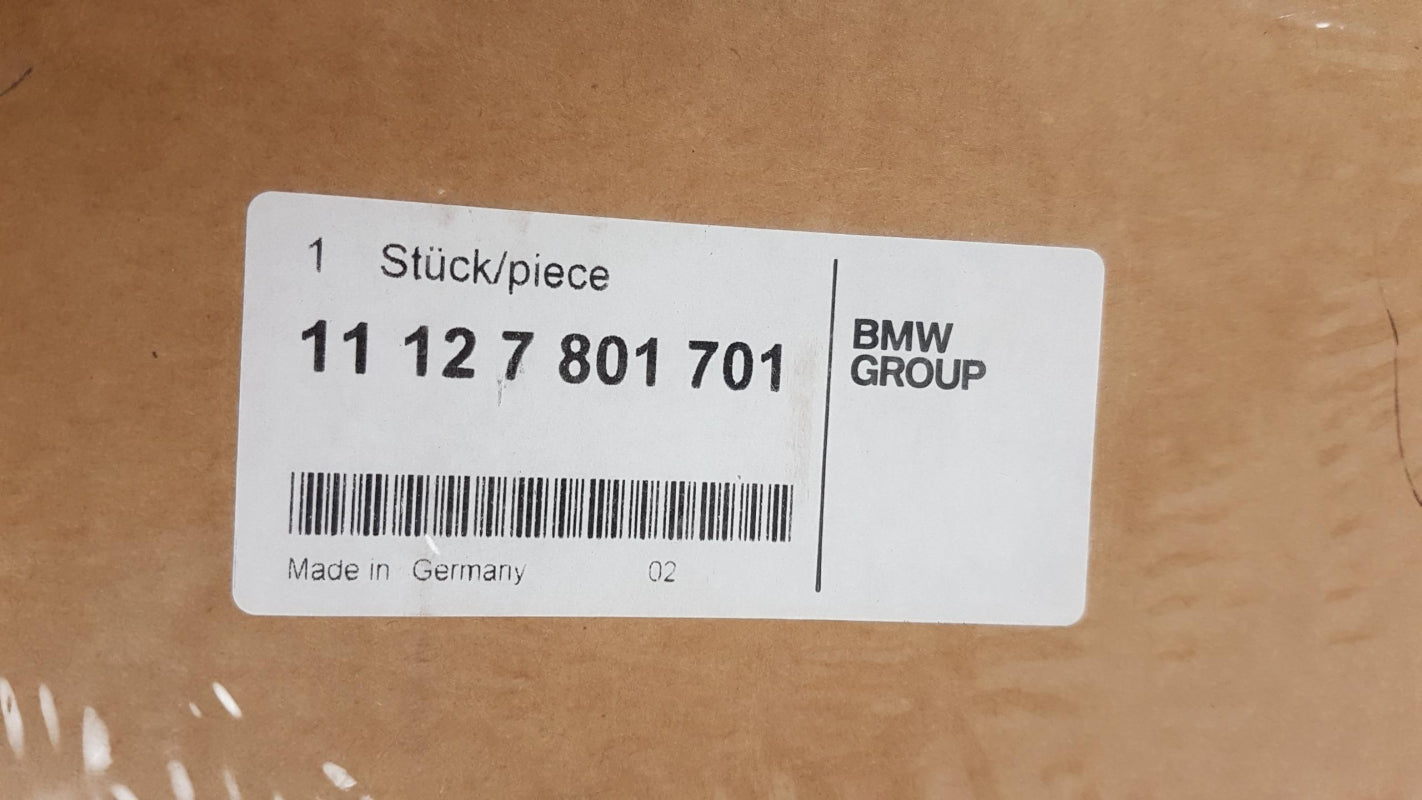 1 Stück/piece
11 12 7 801 701
Made in Germany 02
BMW
GROUP